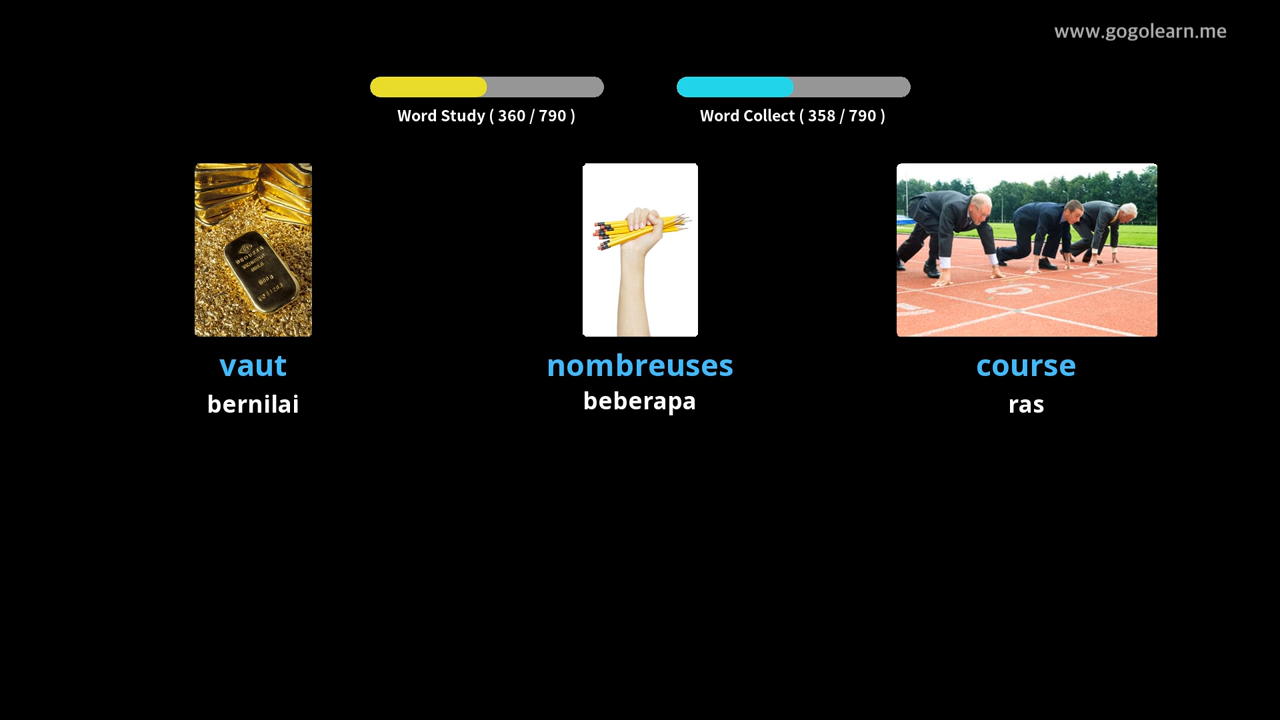 www.gogolearn.me
Word Study ( 360 / 790 )
Word Collect ( 358 / 790 )
vaut
bernilai
nombreuses
beberapa
course
ras